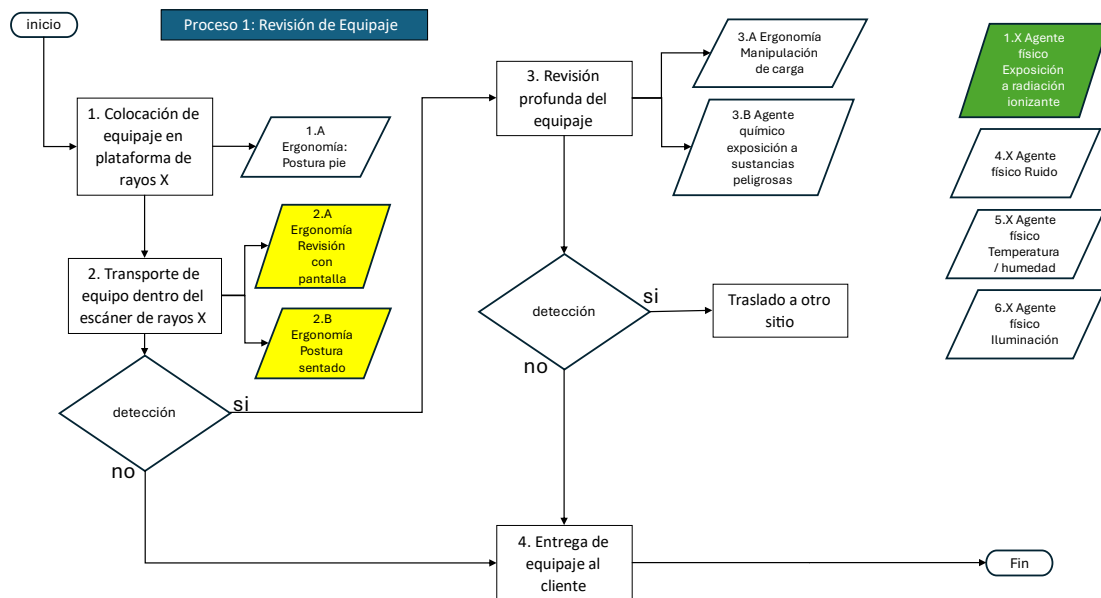 inicio
Proceso 1: Revisión de Equipaje
1. Colocación de
equipaje en
plataforma de
rayos X
1.A
Ergonomía:
Postura pie
2. Transporte de
equipo dentro del
escáner de rayos X
2.A
Ergonomía
Revisión
con
pantalla
2.B
Ergonomía
Postura
sentado
detección
si
no
3. Revisión
profunda del
equipaje
3.A Ergonomía
Manipulación
de carga
3.B Agente
químico
exposición a
sustancias
peligrosas
detección
si
no
Traslado a otro
sitio
4. Entrega de
equipaje al
cliente
Fin
1.X Agente
físico
Exposición
a radiación
ionizante
4.X Agente
físico Ruido
5.X Agente
físico
Temperatura
/ humedad
6.X Agente
físico
Iluminación